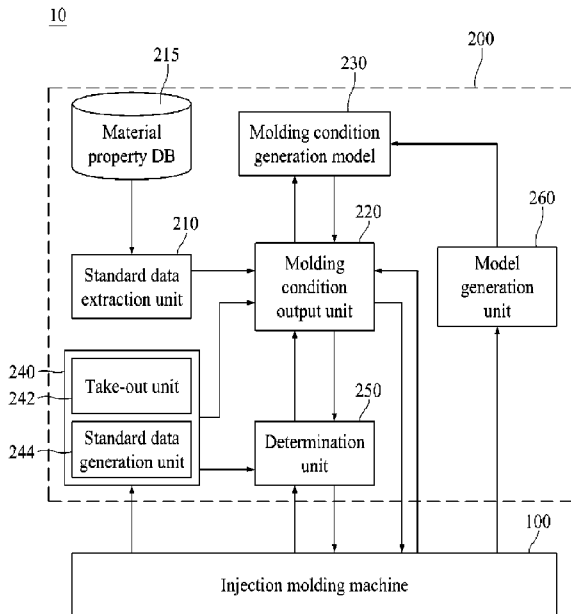 10
215
200
230
Material
property DB
Molding condition
generation model
210
220
260
Standard data
extraction unit
Molding
condition
output unit
Model
generation
unit
240
Take-out unit
242
250
Standard data
generation unit
244
Determination
unit
100
Injection molding machine